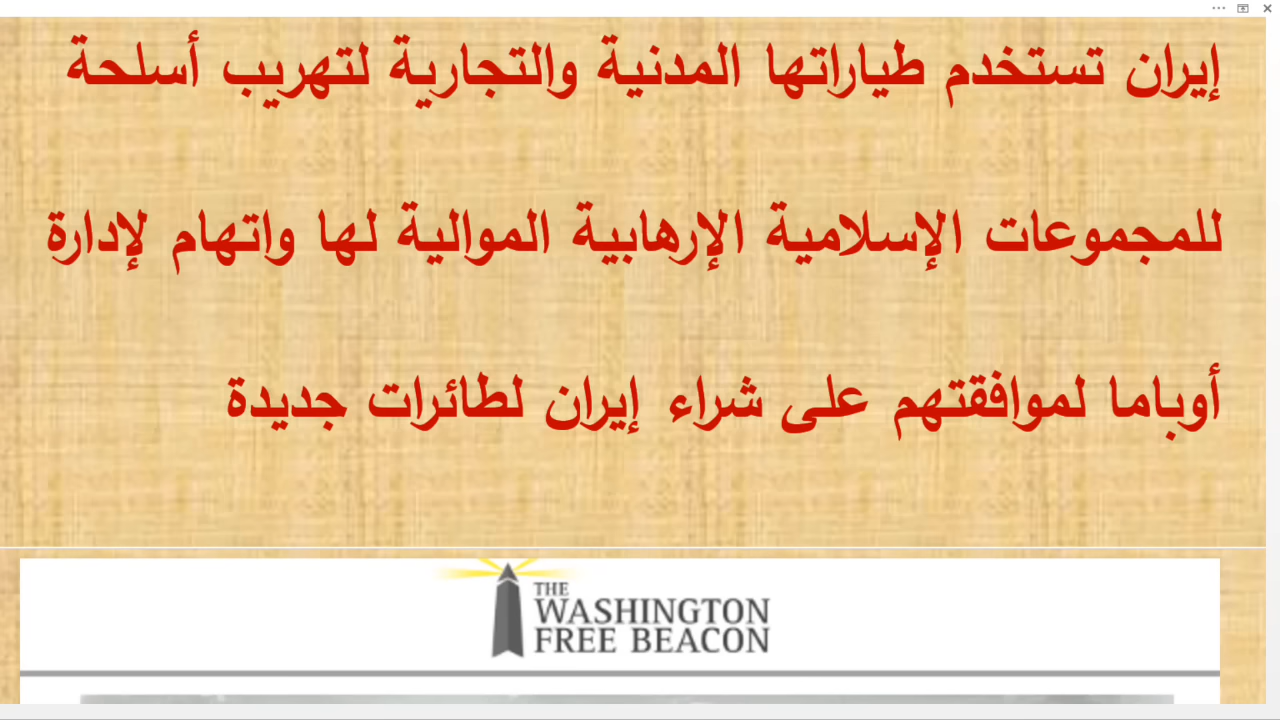 إيران تستخدم طياراتها المدنية والتجارية لتهريب أسلحة
للمجموعات الإسلامية الإرهابية الموالية لها واتهام لإدارة
أوباما لموافقتهم على شراء إيران لطائرات جديدة
THE
WASHINGTON
FREE BEACON